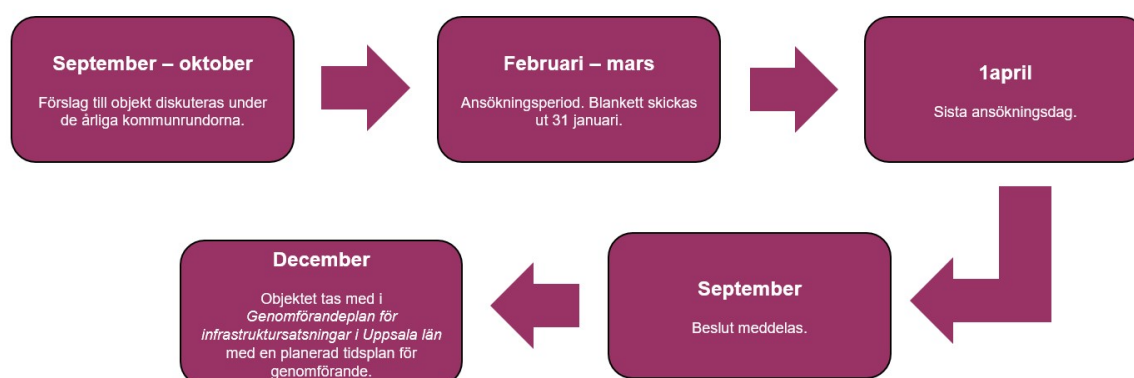 September – oktober
Förslag till objekt diskuteras under
de årliga kommunrundorna.
Februari – mars
Ansökningsperiod. Blankett skickas
ut 31 januari.
1april
Sista ansökningsdag.
September
Beslut meddelas.
December
Objektet tas med i
Genomförandeplan för
infrastruktursatsningar i Uppsala län
med en planerad tidsplan för
genomförande.